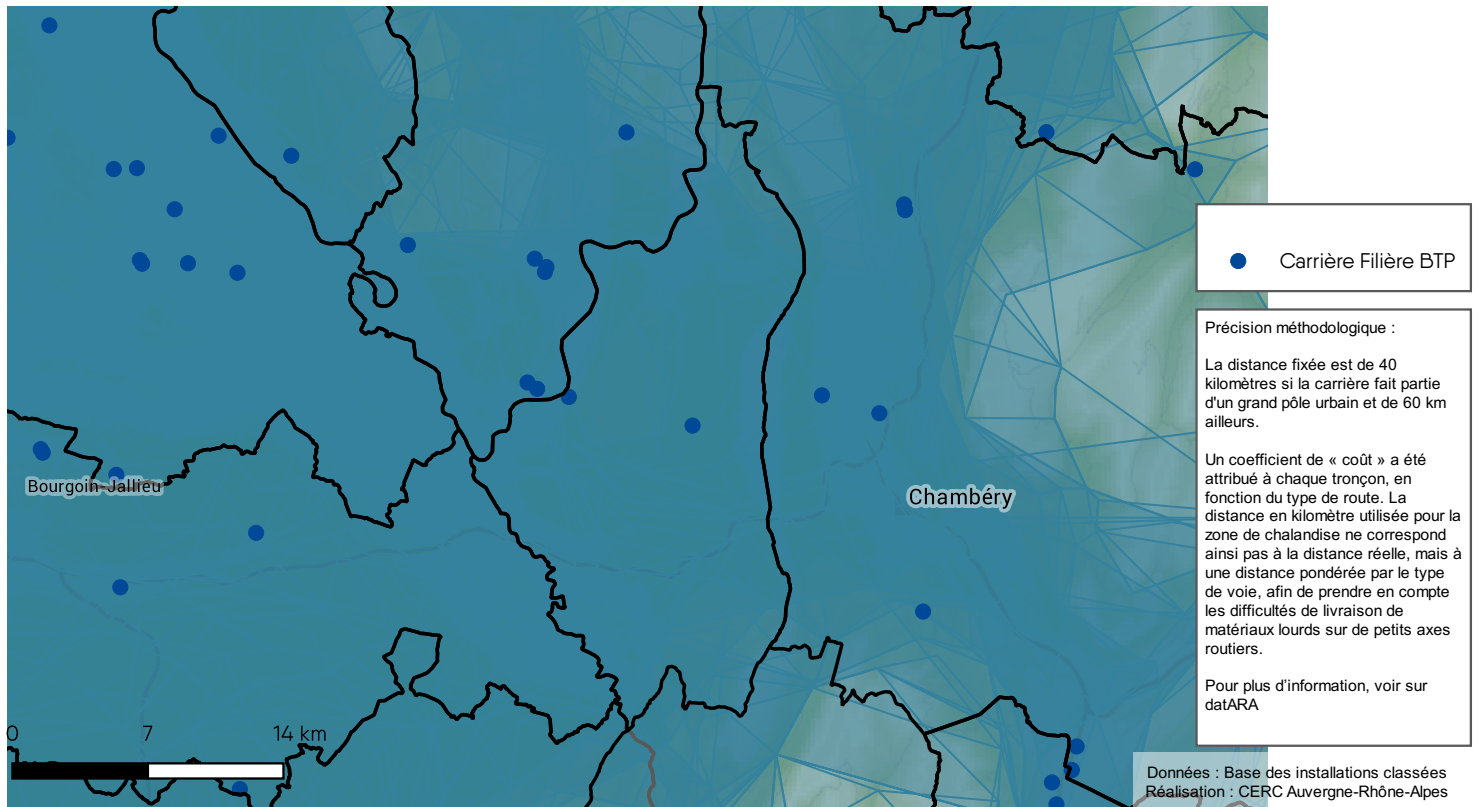 Carrière Filière BTP
Précision méthodologique :
La distance fixée est de 40
kilomètres si la carrière fait partie
d'un grand pôle urbain et de 60 km
ailleurs.
Un coefficient de « coût » a été
attribué à chaque tronçon, en
fonction du type de route. La
distance en kilomètre utilisée pour la
zone de chalandise ne correspond
ainsi pas à la distance réelle, mais à
une distance pondérée par le type
de voie, afin de prendre en compte
les difficultés de livraison de
matériaux lourds sur de petits axes
routiers.
Pour plus d'information, voir sur
datARA
Bourgoin-Jallieu
Chambéry
0 7 14 km
Données : Base des installations classées
Réalisation : CERC Auvergne-Rhône-Alpes